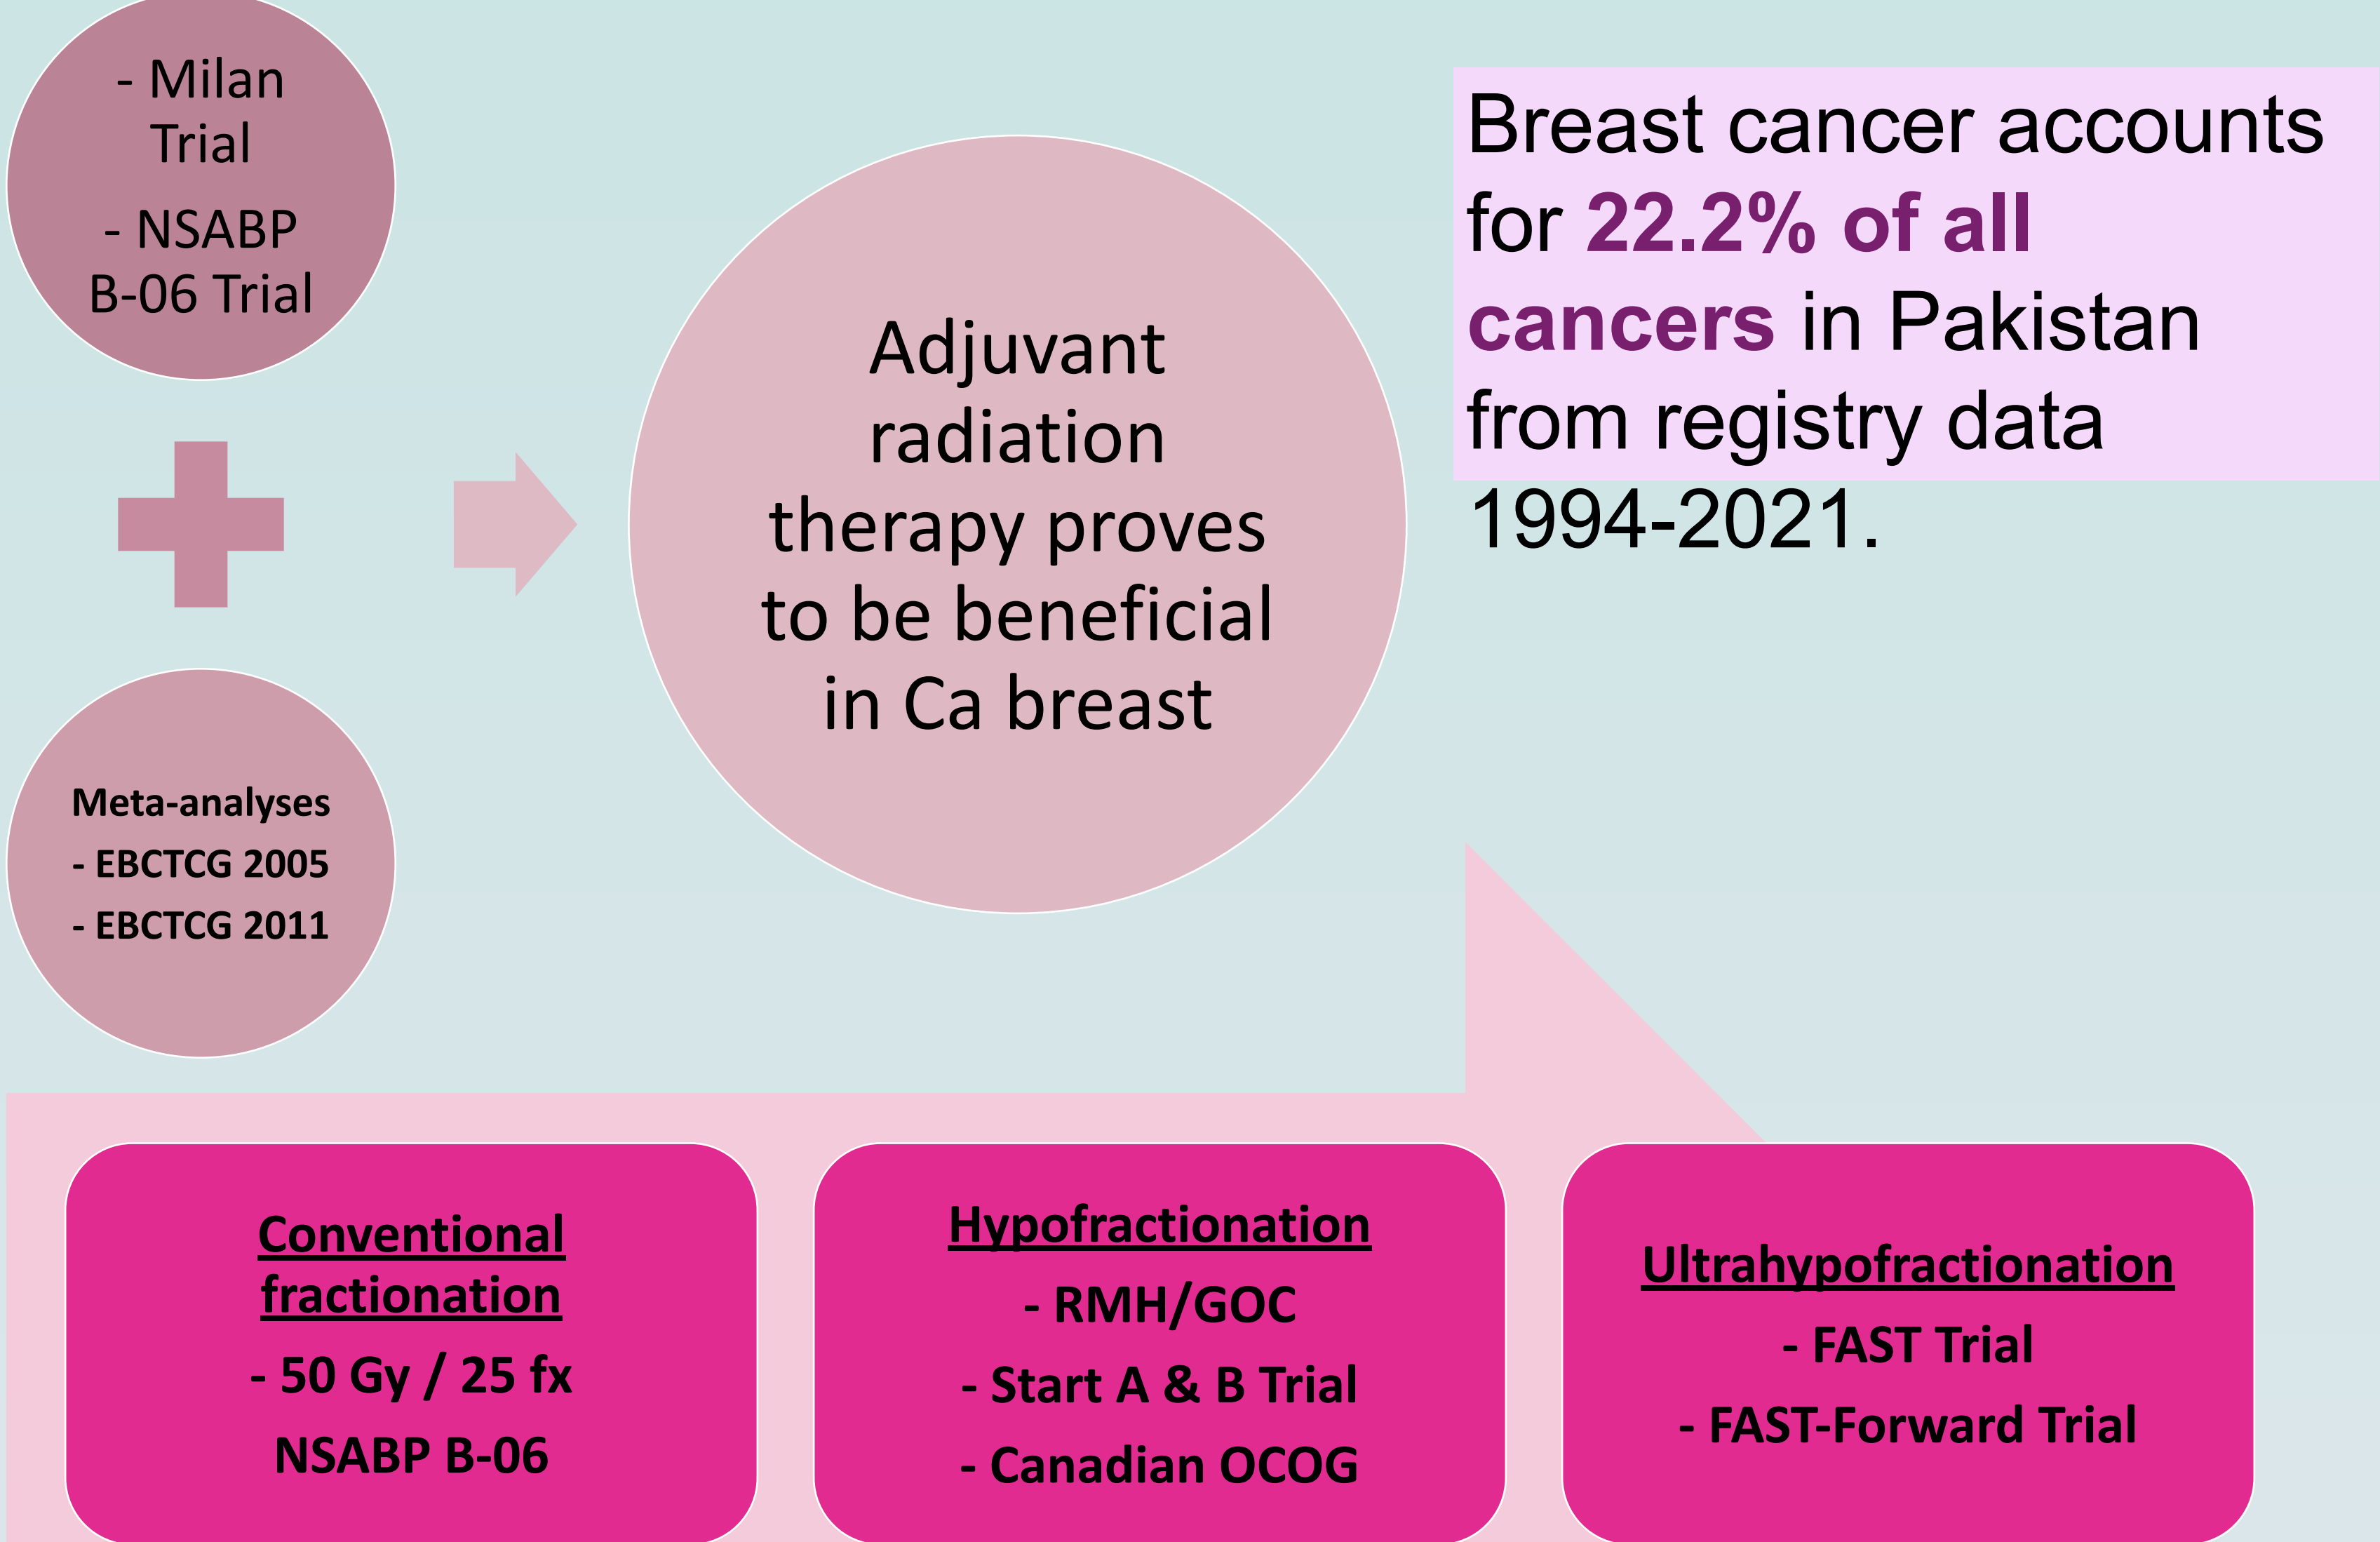 - Milan
Trial
- NSABP
B-06 Trial
Meta-analyses
- EBCTCG 2005
- EBCTCG 2011
Adjuvant
radiation
therapy proves
to be beneficial
in Ca breast
Breast cancer accounts
for 22.2% of all
cancers in Pakistan
from registry data
1994-2021.
Conventional
fractionation
- 50 Gy / 25 fx
NSABP B-06
Hypofractionation
- RMH/GOC
- Start A & B Trial
- Canadian OCOG
Ultrahypofractionation
- FAST Trial
- FAST-Forward Trial